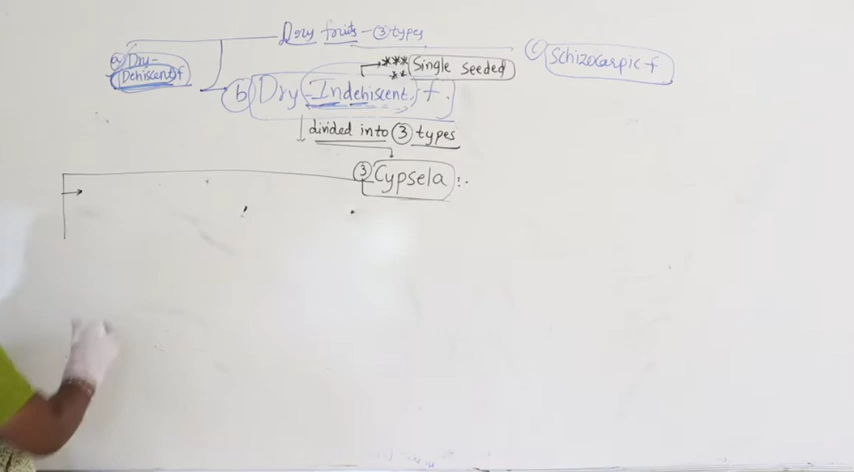 Dry fruits - ③ types
a) Dry-
Dehiscent f
*** Single Seeded
**
c) Schizocarpic f
b) Dry - Indehiscent f.
divided into ③ types
③ Cypsela :.